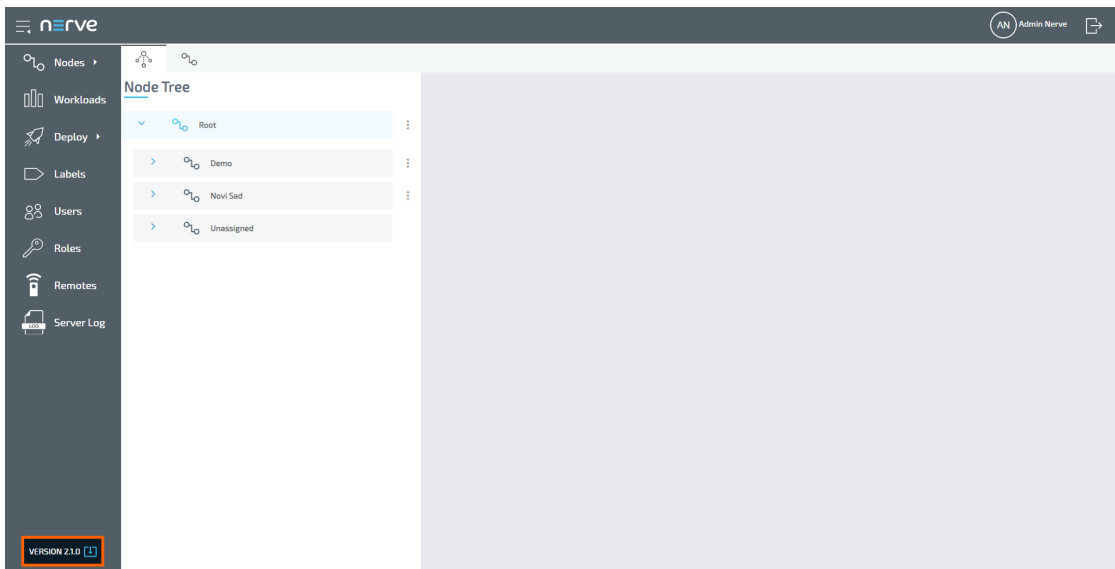 nerve
AN Admin Nerve
Nodes
Workloads
Deploy
Labels
Users
Roles
Remotes
LOG Server Log
VERSION 2.1.0
Node Tree
Root
Demo
Novi Sad
Unassigned